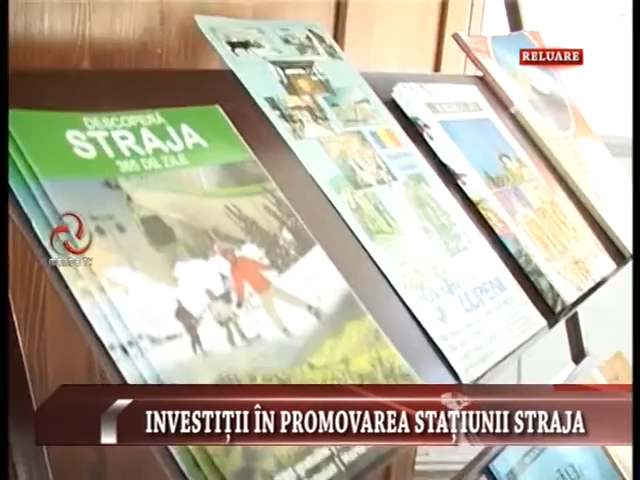 RELUARE
DESCOPERĂ
STRAJA
365 DE ZILE
LUPENI
INVESTIȚII ÎN PROMOVAREA STAȚIUNII STRAJA